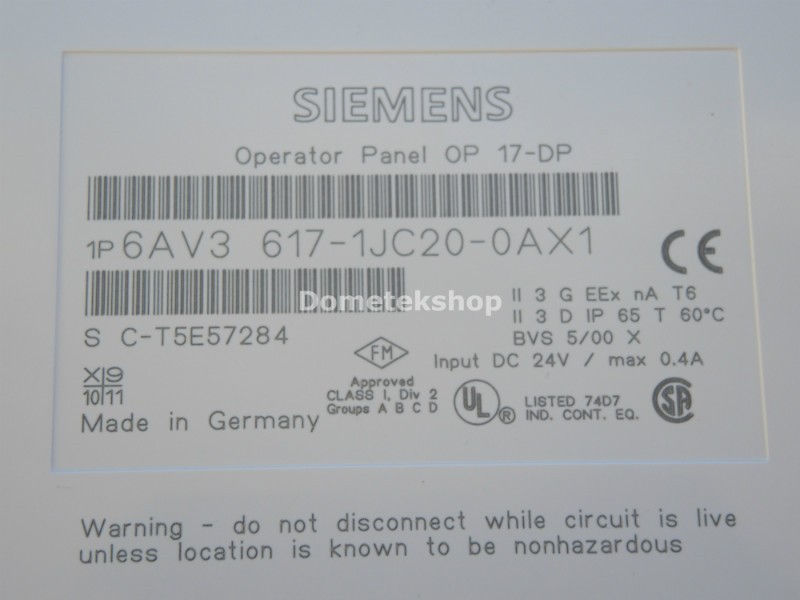 SIEMENS
Operator Panel OP 17-DP
1P 6AV3 617-1JC20-0AX1
CE
Dometekshop
S C-T5E57284
II 3 G EEx nA T6
II 3 D IP 65 T 60°C
BVS 5/00 X
Input DC 24V / max 0.4A
X 9
10 11
FM
Approved
CLASS I, Div 2
Groups A B C D
UL ®
LISTED 74D7
IND. CONT. EQ.
SA
Made in Germany
Warning - do not disconnect while circuit is live
unless location is known to be nonhazardous